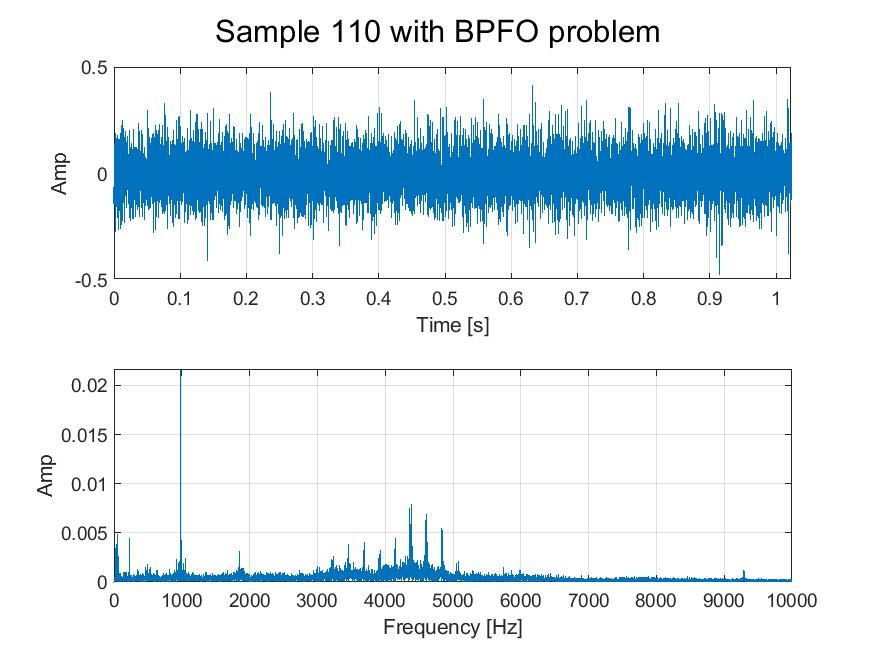 Sample 110 with BPFO problem
0.5
0
-0.5
Amp
0 0.1 0.2 0.3 0.4 0.5 0.6 0.7 0.8 0.9 1
Time [s]
0.02
0.015
0.01
0.005
0
Amp
0 1000 2000 3000 4000 5000 6000 7000 8000 9000 10000
Frequency [Hz]